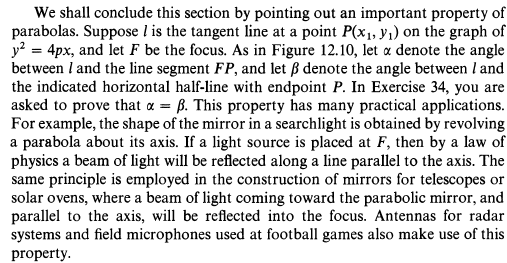 We shall conclude this section by pointing out an important property of
parabolas. Suppose l is the tangent line at a point P(x₁, y₁) on the graph of
y² = 4px, and let F be the focus. As in Figure 12.10, let α denote the angle
between l and the line segment FP, and let β denote the angle between l and
the indicated horizontal half-line with endpoint P. In Exercise 34, you are
asked to prove that α = β. This property has many practical applications.
For example, the shape of the mirror in a searchlight is obtained by revolving
a parabola about its axis. If a light source is placed at F, then by a law of
physics a beam of light will be reflected along a line parallel to the axis. The
same principle is employed in the construction of mirrors for telescopes or
solar ovens, where a beam of light coming toward the parabolic mirror, and
parallel to the axis, will be reflected into the focus. Antennas for radar
systems and field microphones used at football games also make use of this
property.